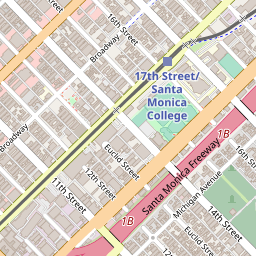 16th Street
Broadway
17th Street/
Santa
Monica
College
1B
Broadway
Euclid Street
Santa Monica Freeway
16th
12th Street
11th Street
Michigan Avenue
14th Street
1B
Euclid